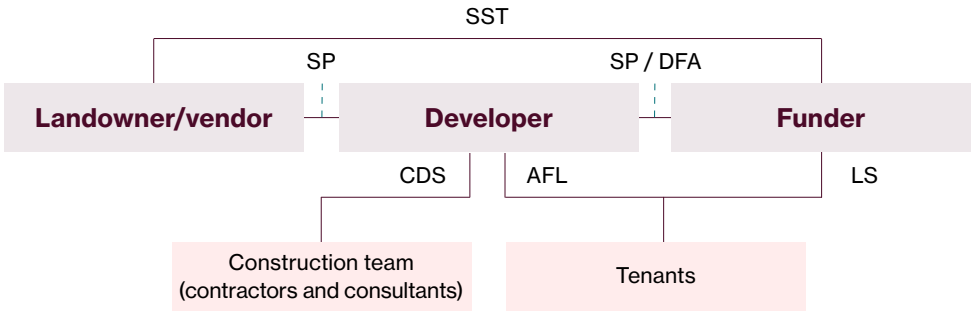 SST
SP
SP / DFA
Landowner/vendor
Developer
Funder
CDS
AFL
LS
Construction team
(contractors and consultants)
Tenants